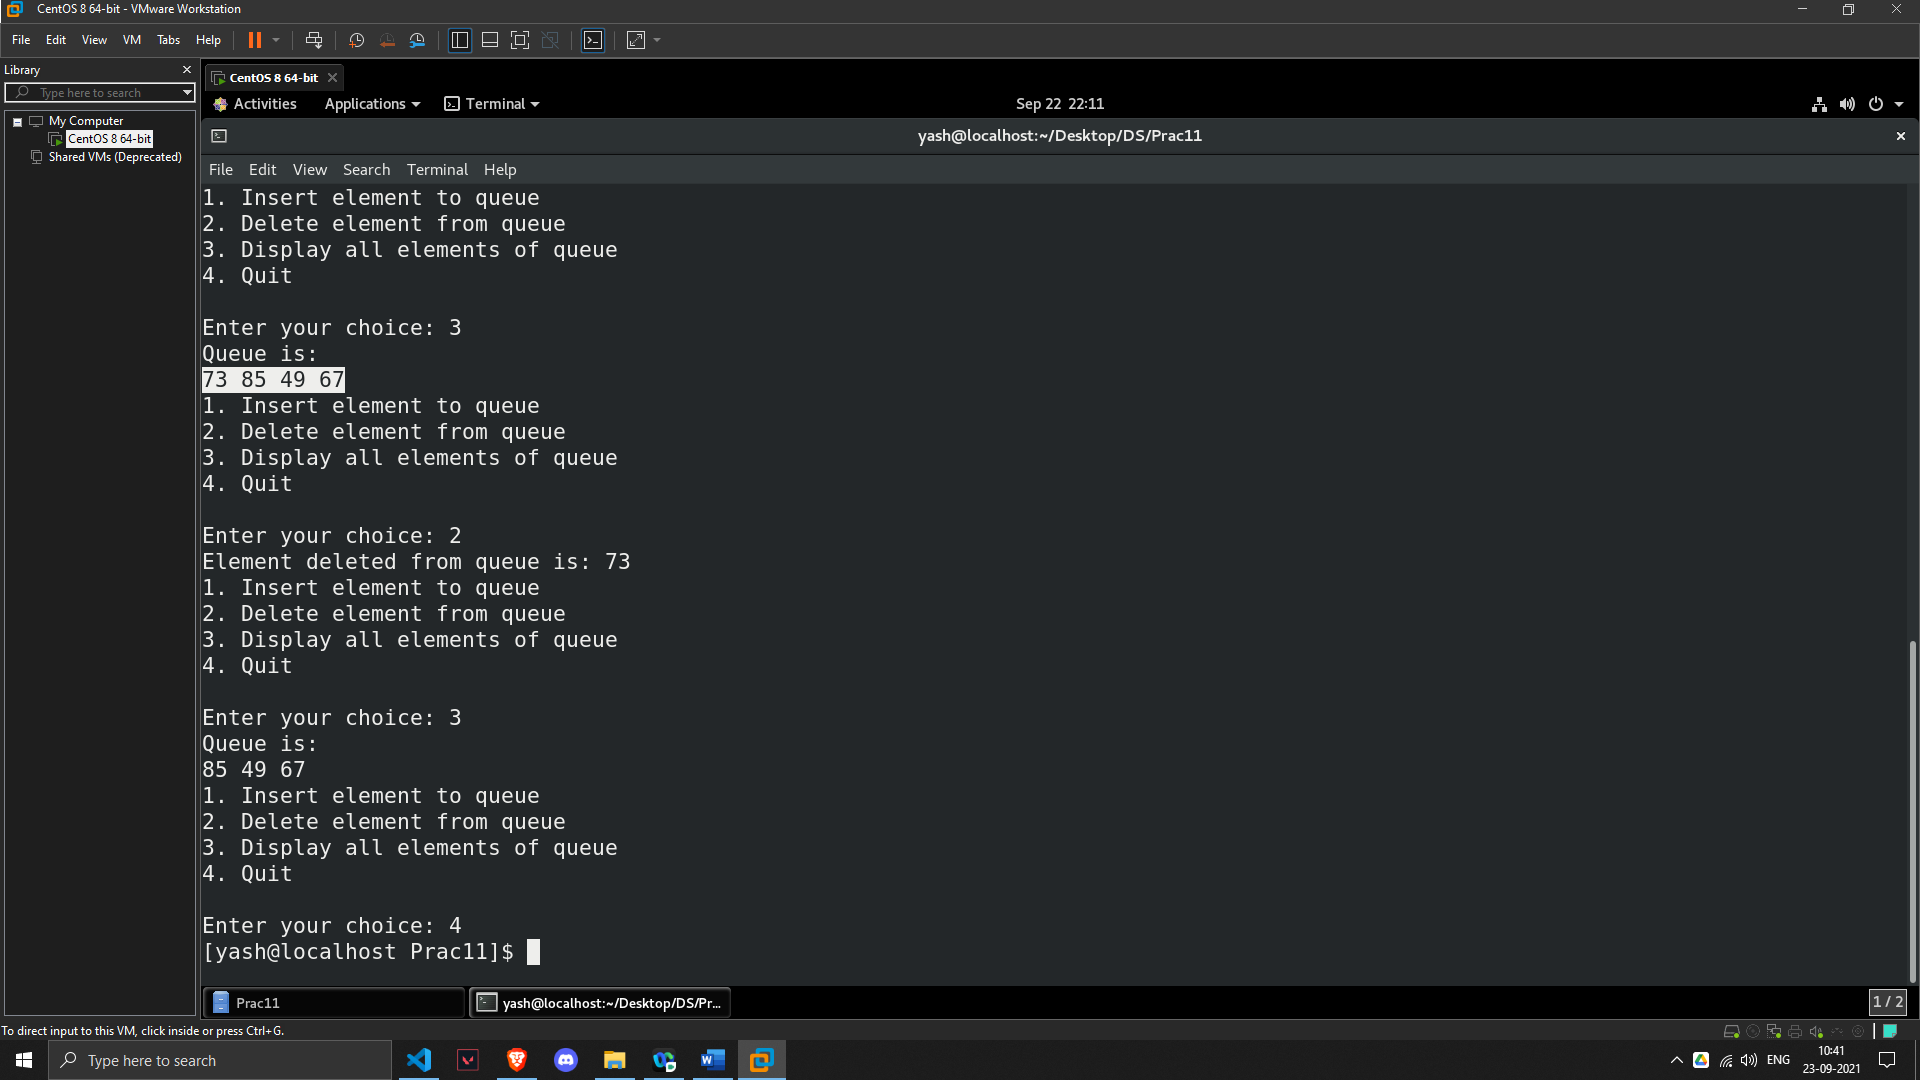 CentOS 8 64-bit - VMware Workstation
File Edit View VM Tabs Help
Library
Type here to search
My Computer
CentOS 8 64-bit
Shared VMs (Deprecated)
CentOS 8 64-bit
Activities Applications Terminal Sep 22 22:11
yash@localhost:~/Desktop/DS/Prac11
File Edit View Search Terminal Help
1. Insert element to queue
2. Delete element from queue
3. Display all elements of queue
4. Quit
Enter your choice: 3
Queue is:
73 85 49 67
1. Insert element to queue
2. Delete element from queue
3. Display all elements of queue
4. Quit
Enter your choice: 2
Element deleted from queue is: 73
1. Insert element to queue
2. Delete element from queue
3. Display all elements of queue
4. Quit
Enter your choice: 3
Queue is:
85 49 67
1. Insert element to queue
2. Delete element from queue
3. Display all elements of queue
4. Quit
Enter your choice: 4
[yash@localhost Prac11]$
Prac11 yash@localhost:~/Desktop/DS/Pr... 1 / 2
To direct input to this VM, click inside or press Ctrl+G.
Type here to search ENG 10:41
23-09-2021